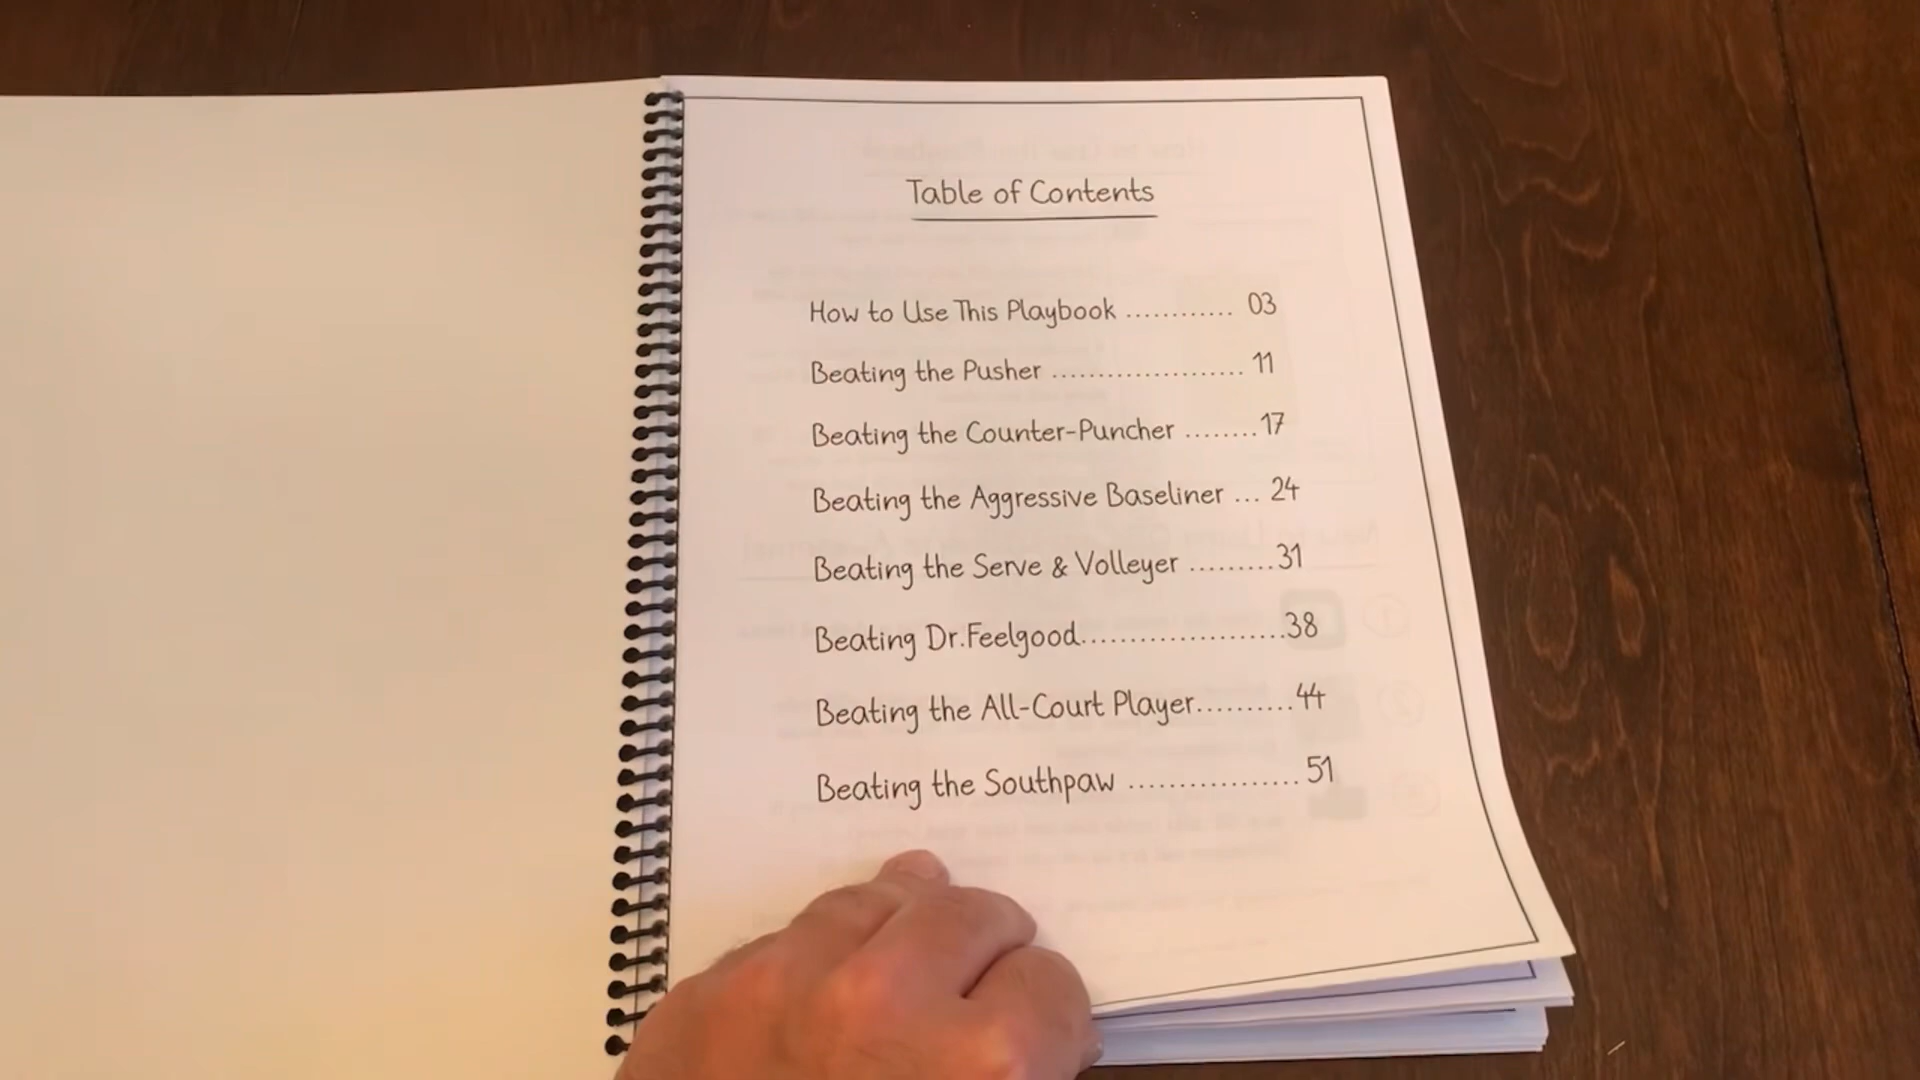 Table of Contents
How to Use This Playbook ............ 03
Beating the Pusher ..................... 11
Beating the Counter-Puncher ........17
Beating the Aggressive Baseliner ... 24
Beating the Serve & Volleyer .........31
Beating Dr.Feelgood......................38
Beating the All-Court Player..........44
Beating the Southpaw .................. 51